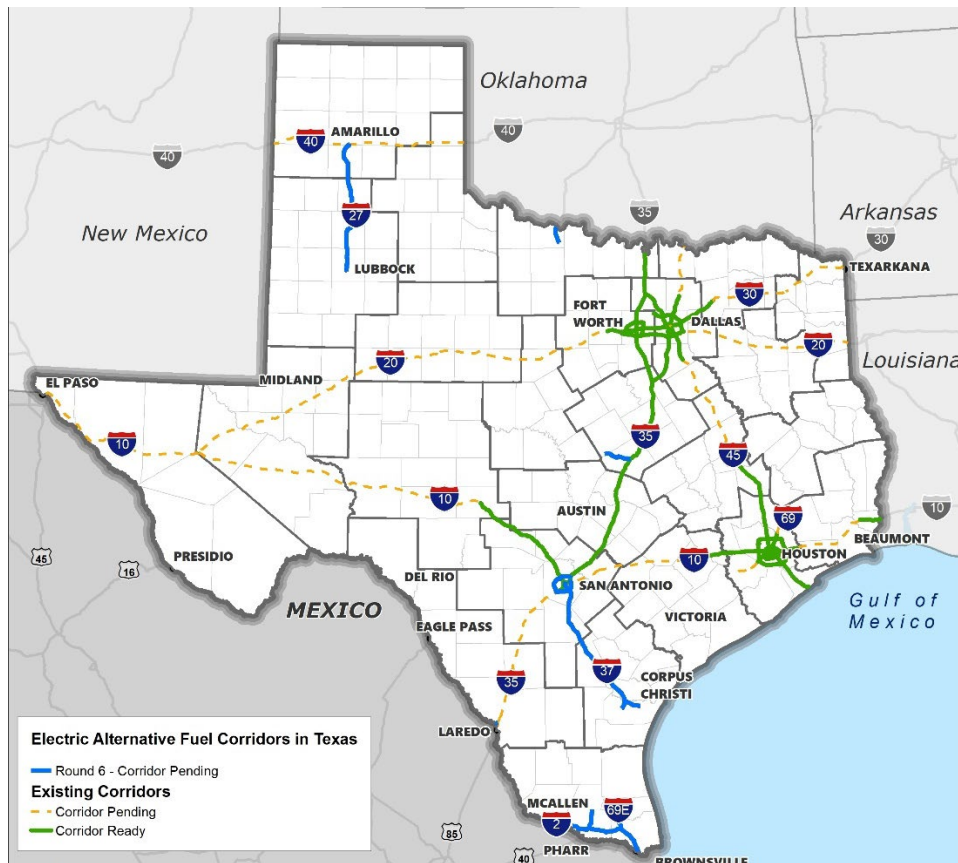 Oklahoma
40
AMARILLO
40
40
27
New Mexico
LUBBOCK
35
Arkansas
30
TEXARKANA
FORT
WORTH
DALLAS
30
20
Louisiana
EL PASO
MIDLAND
20
10
35
45
10
AUSTIN
69
10
BEAUMONT
HOUSTON
10
PRESIDIO
DEL RIO
SAN ANTONIO
45
16
MEXICO
EAGLE PASS
VICTORIA
Gulf of
Mexico
37
CORPUS
CHRISTI
35
LAREDO
Electric Alternative Fuel Corridors in Texas
Round 6 - Corridor Pending
Existing Corridors
Corridor Pending
Corridor Ready
MCALLEN
69E
2
PHARR
85
40
BROWNSVILLE